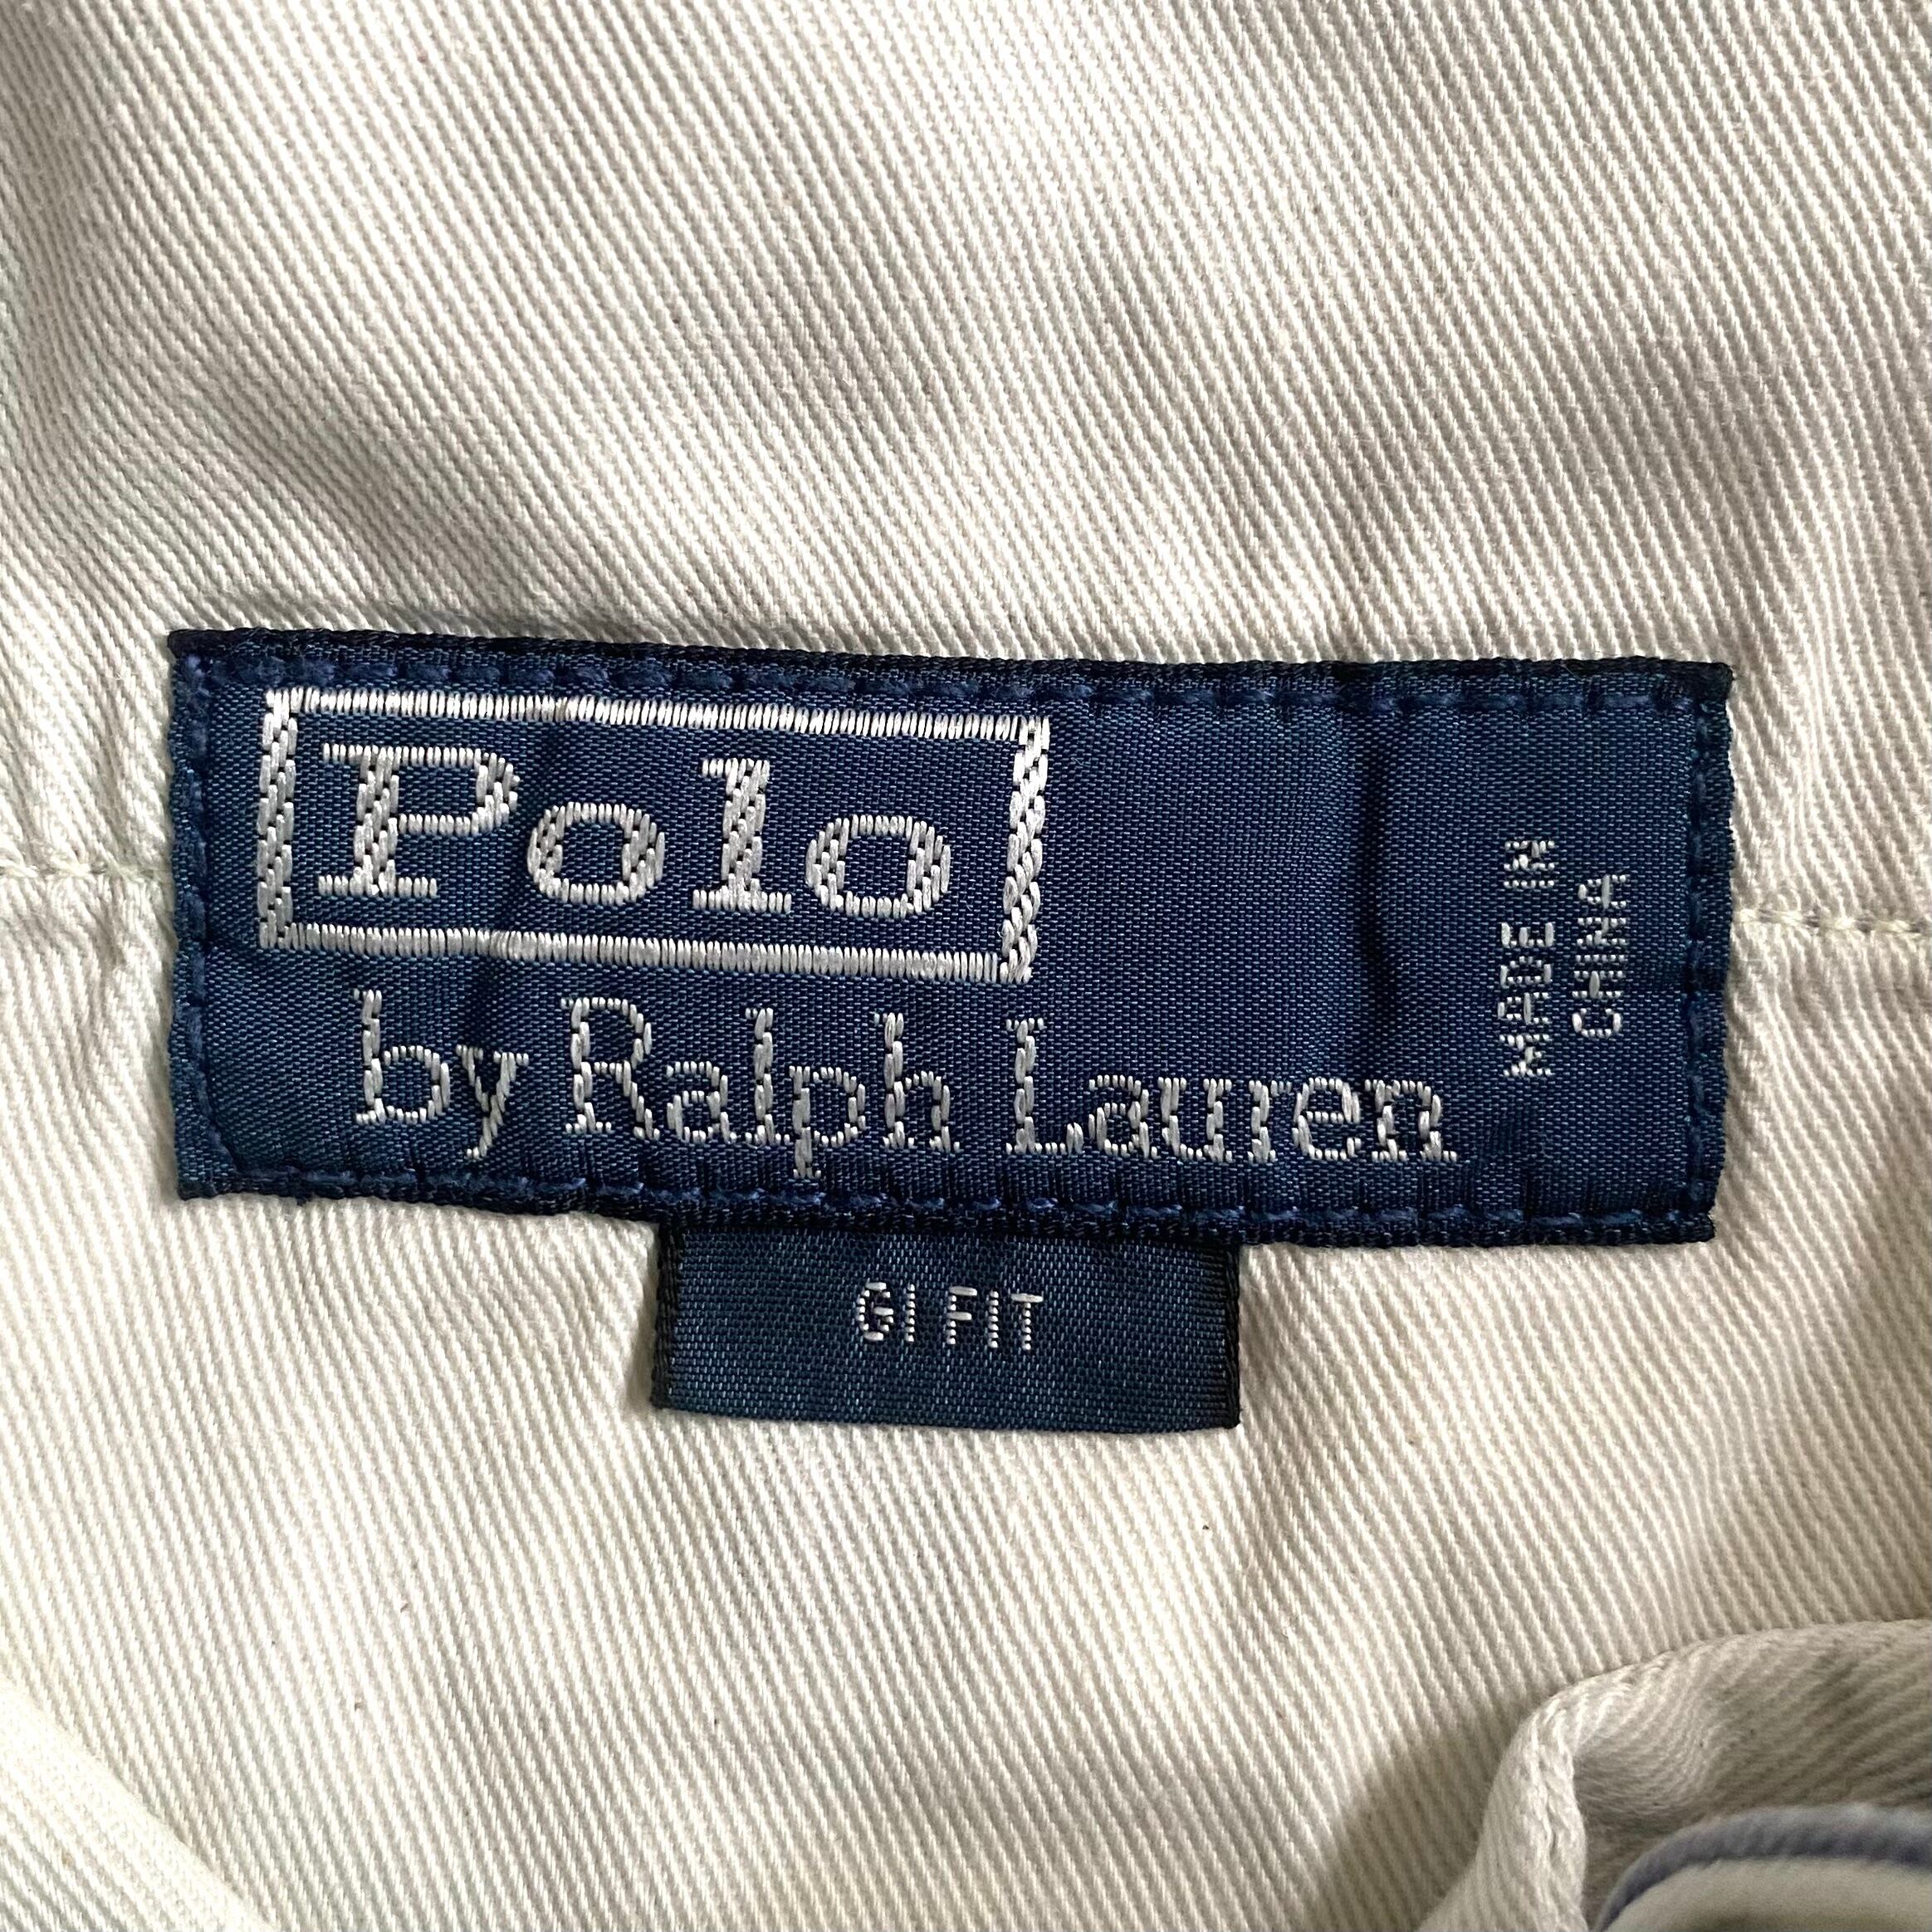 Polo
by Ralph Lauren
MADE IN
CHINA
GI FIT